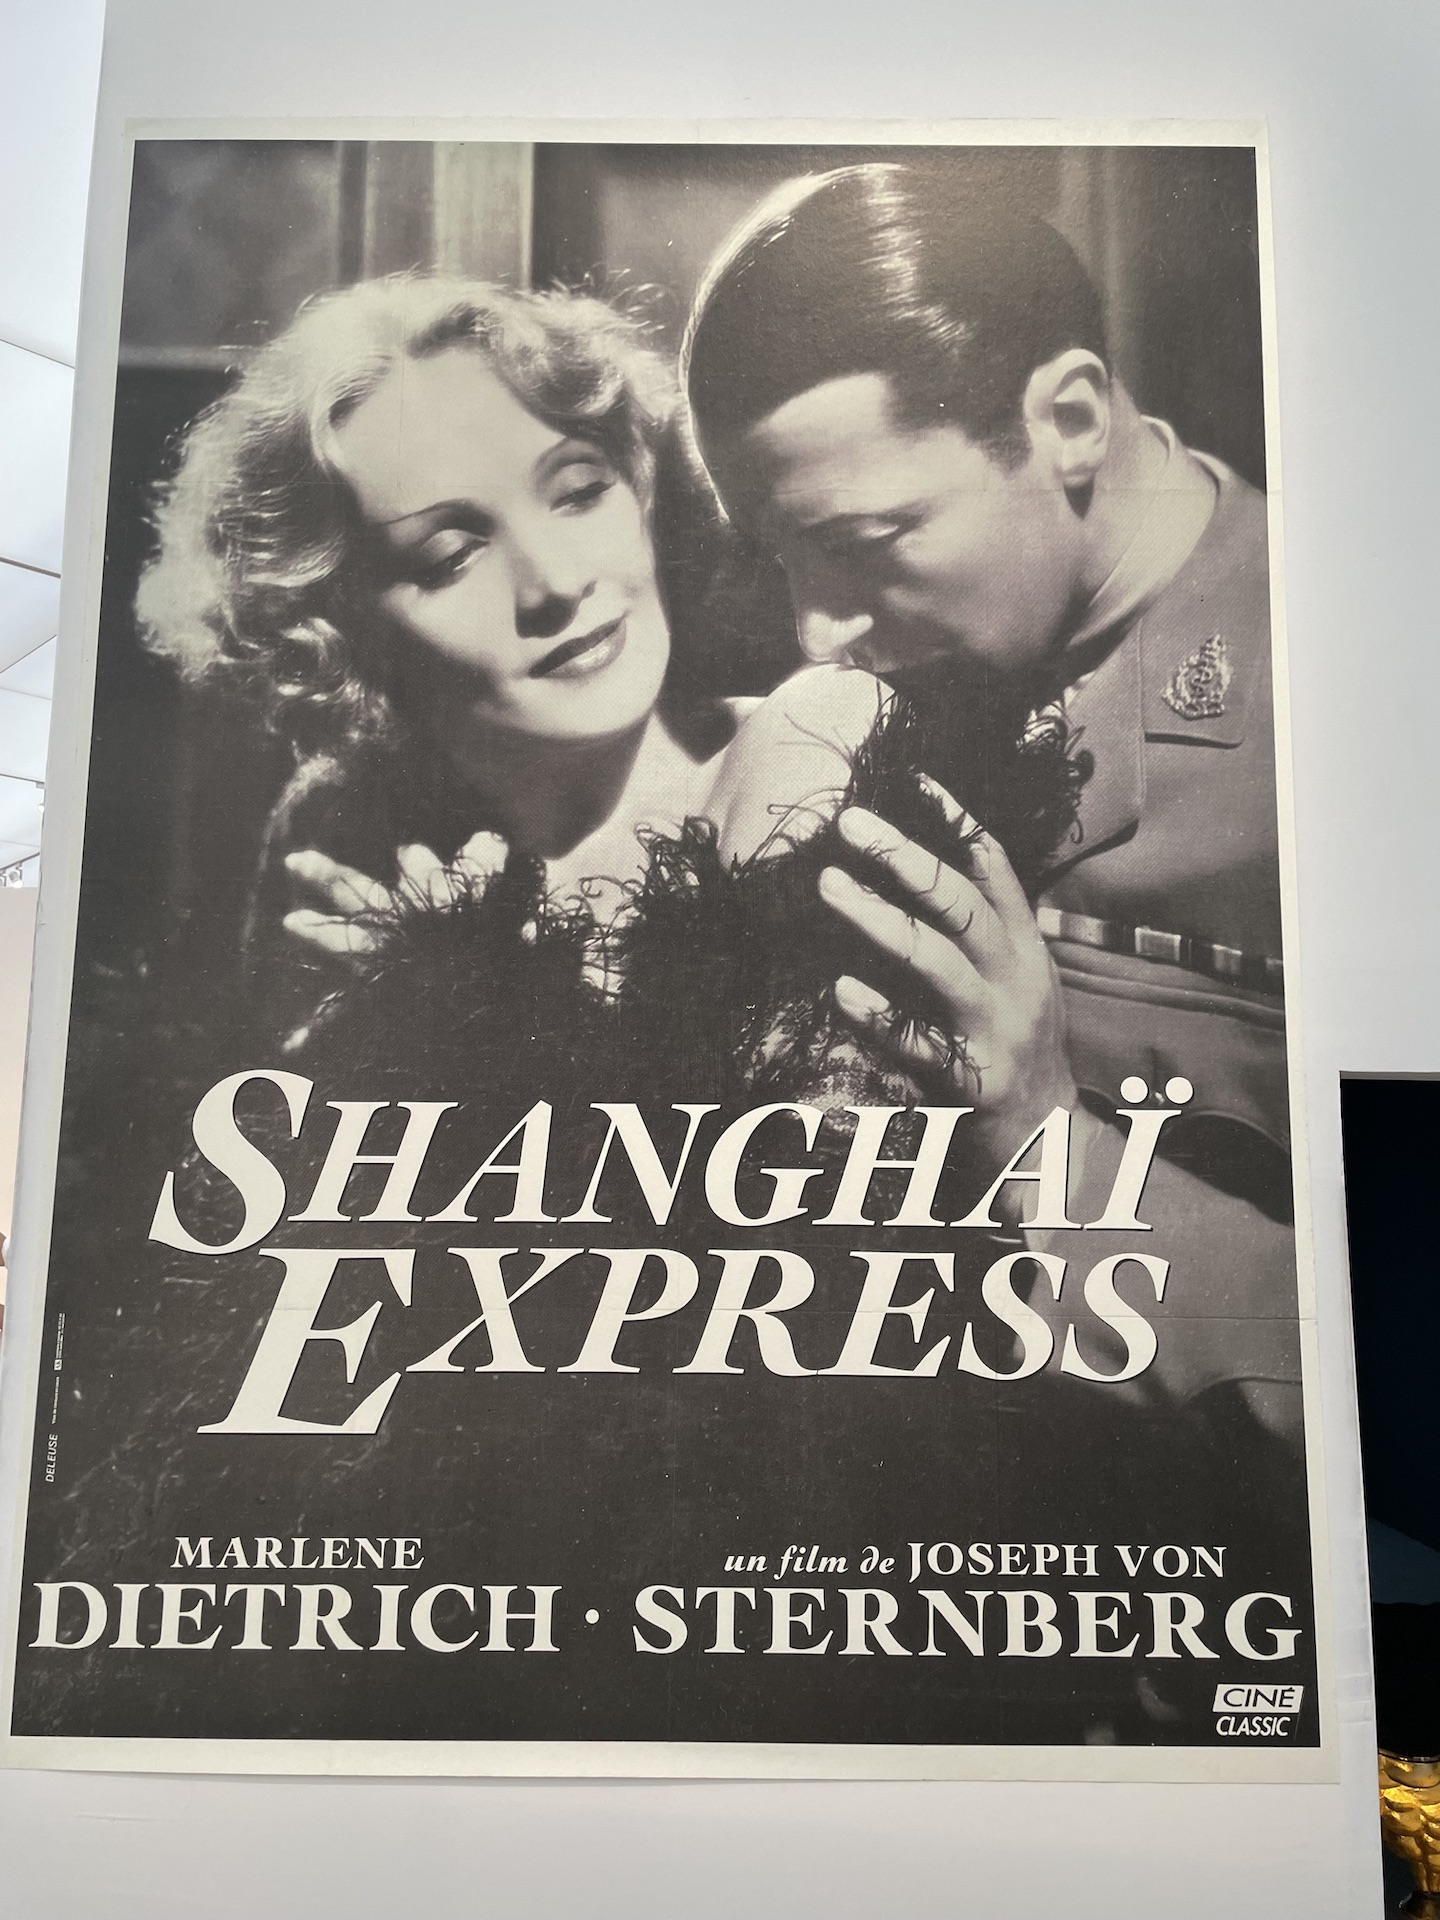 SHANGHAÏ
EXPRESS
DELEUSE
MARLENE
DIETRICH ·
un film de JOSEPH VON
STERNBERG
CINÉ
CLASSIC